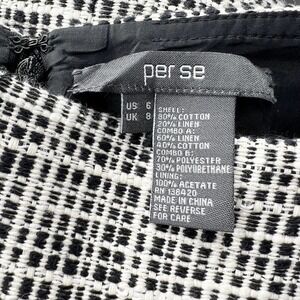 per se
US 6
UK 8
SHELL:
80% COTTON
20% LINEN
COMBO A:
60% LINEN
40% COTTON
COMBO B:
70% POLYESTER
30% POLYURETHANE
LINING:
100% ACETATE
RN 138420
MADE IN CHINA
SEE REVERSE
FOR CARE